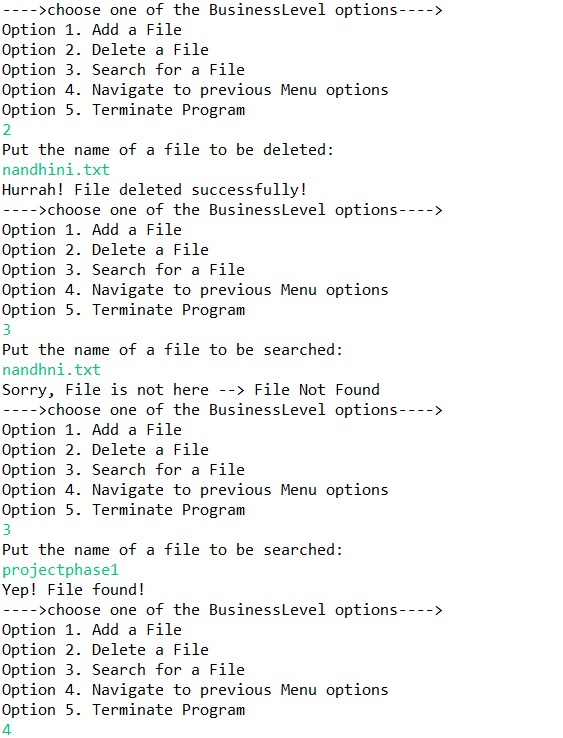 ---->choose one of the BusinessLevel options---->
Option 1. Add a File
Option 2. Delete a File
Option 3. Search for a File
Option 4. Navigate to previous Menu options
Option 5. Terminate Program
2
Put the name of a file to be deleted:
nandhini.txt
Hurrah! File deleted successfully!
---->choose one of the BusinessLevel options---->
Option 1. Add a File
Option 2. Delete a File
Option 3. Search for a File
Option 4. Navigate to previous Menu options
Option 5. Terminate Program
3
Put the name of a file to be searched:
nandhni.txt
Sorry, File is not here --> File Not Found
---->choose one of the BusinessLevel options---->
Option 1. Add a File
Option 2. Delete a File
Option 3. Search for a File
Option 4. Navigate to previous Menu options
Option 5. Terminate Program
3
Put the name of a file to be searched:
projectphase1
Yep! File found!
---->choose one of the BusinessLevel options---->
Option 1. Add a File
Option 2. Delete a File
Option 3. Search for a File
Option 4. Navigate to previous Menu options
Option 5. Terminate Program
4